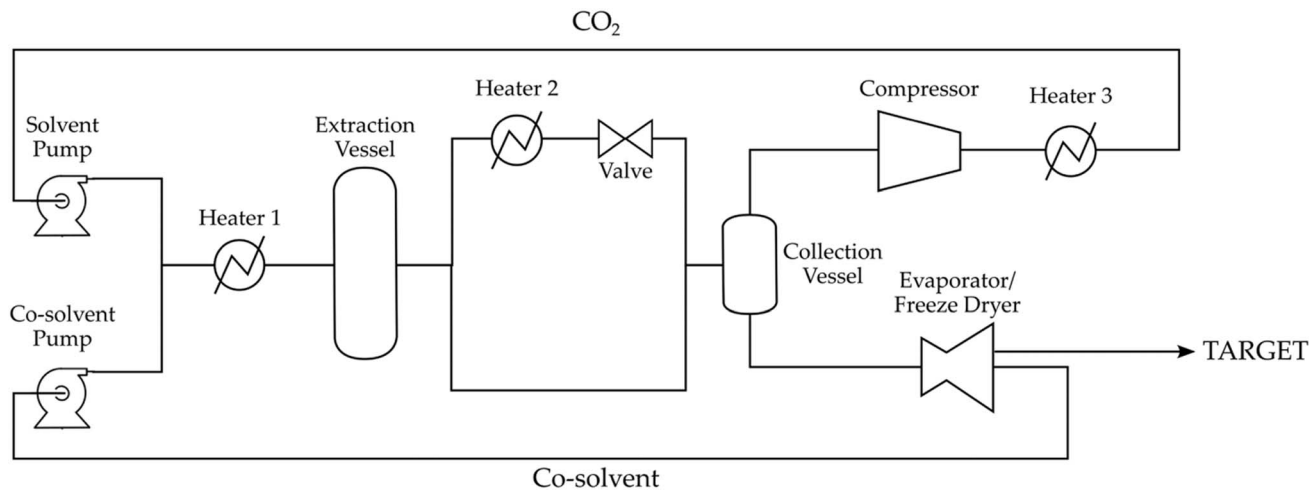 CO₂
Solvent
Pump
Heater 1
Extraction
Vessel
Heater 2
Valve
Compressor
Heater 3
Collection
Vessel
Evaporator/
Freeze Dryer
TARGET
Co-solvent
Pump
Co-solvent